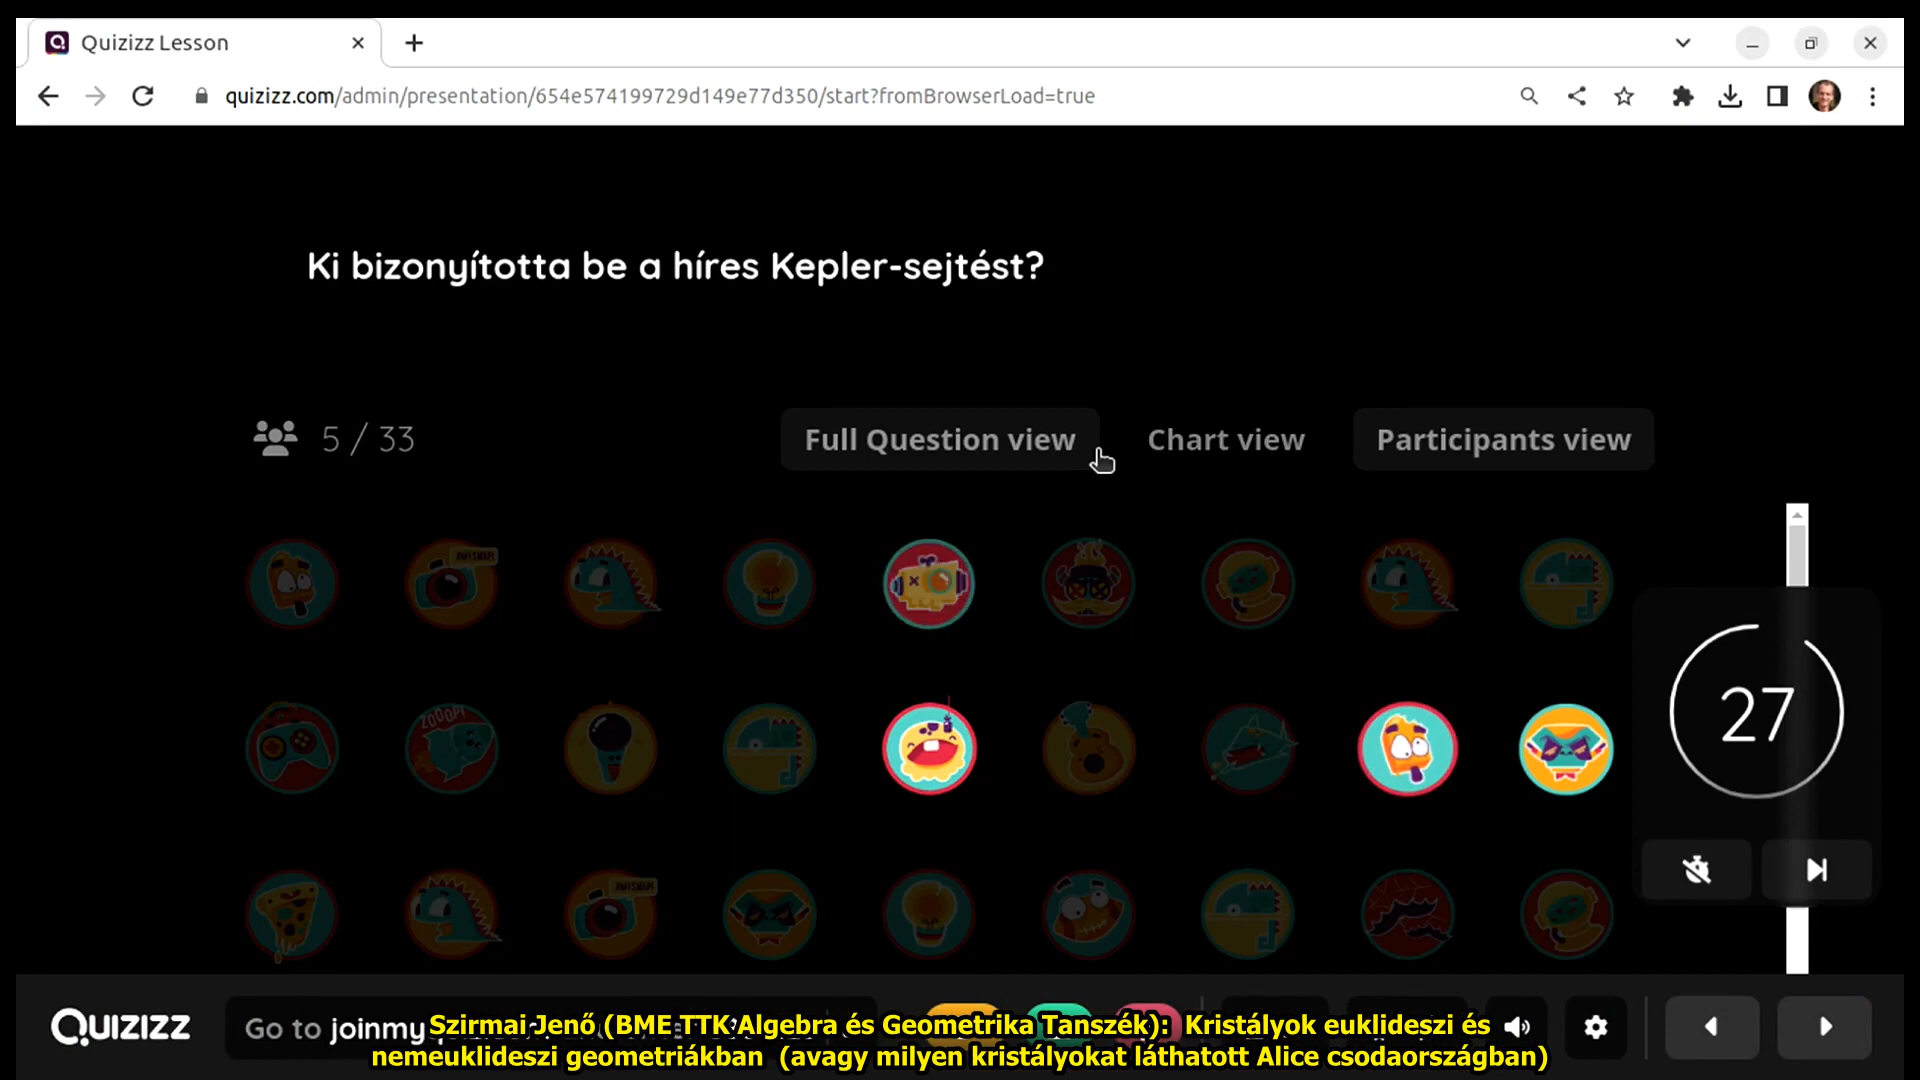 Quizizz Lesson
quizizz.com/admin/presentation/654e574199729d149e77d350/start?fromBrowserLoad=true
Ki bizonyította be a híres Kepler-sejtést?
5 / 33
Full Question view
Chart view
Participants view
27
QUIZIZZ
Go to joinmyq
Szirmai Jenő (BME TTK Algebra és Geometrika Tanszék): Kristályok euklideszi és
nemeuklideszi geometriákban (avagy milyen kristályokat láthatott Alice csodaországban)